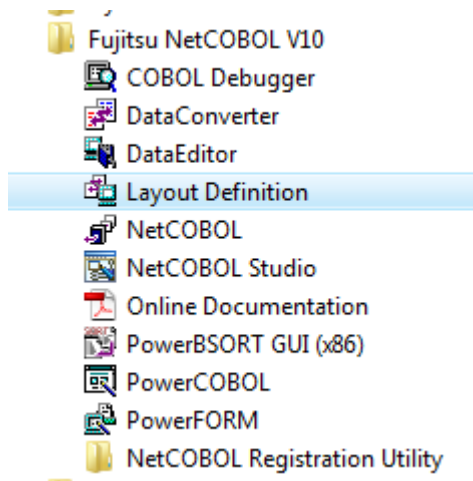 Fujitsu NetCOBOL V10
COBOL Debugger
DataConverter
DataEditor
Layout Definition
NetCOBOL
NetCOBOL Studio
Online Documentation
PowerBSORT GUI (x86)
PowerCOBOL
PowerFORM
NetCOBOL Registration Utility